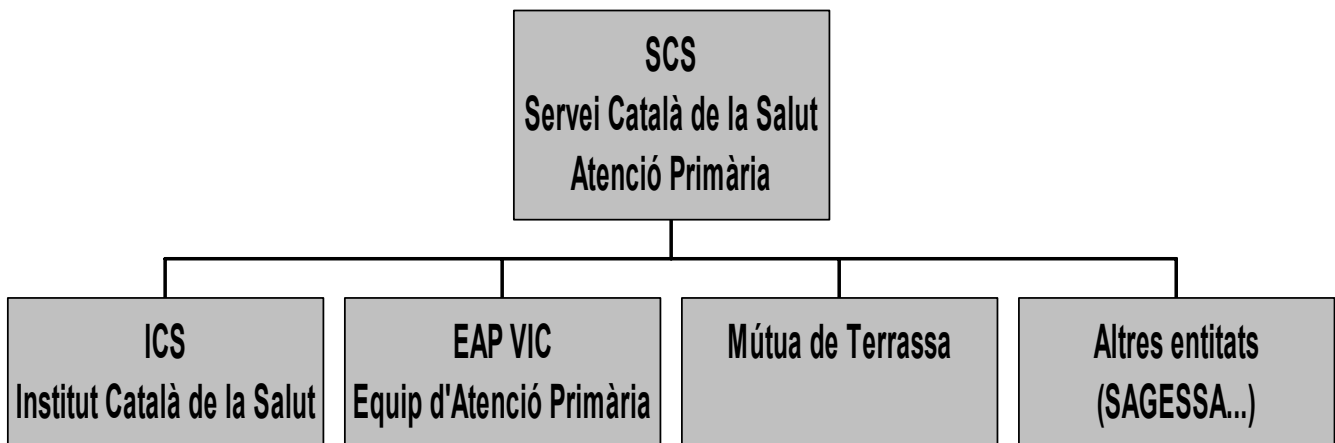 SCS
Servei Català de la Salut
Atenció Primària
ICS
Institut Català de la Salut
EAP VIC
Equip d'Atenció Primària
Mútua de Terrassa
Altres entitats
(SAGESSA...)